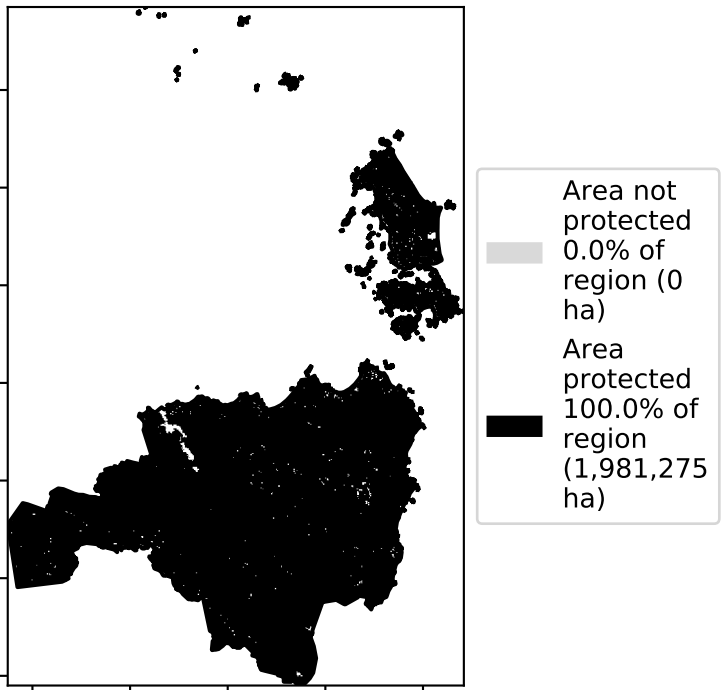 Area not
protected
0.0% of
region (0
ha)
Area
protected
100.0% of
region
(1,981,275
ha)